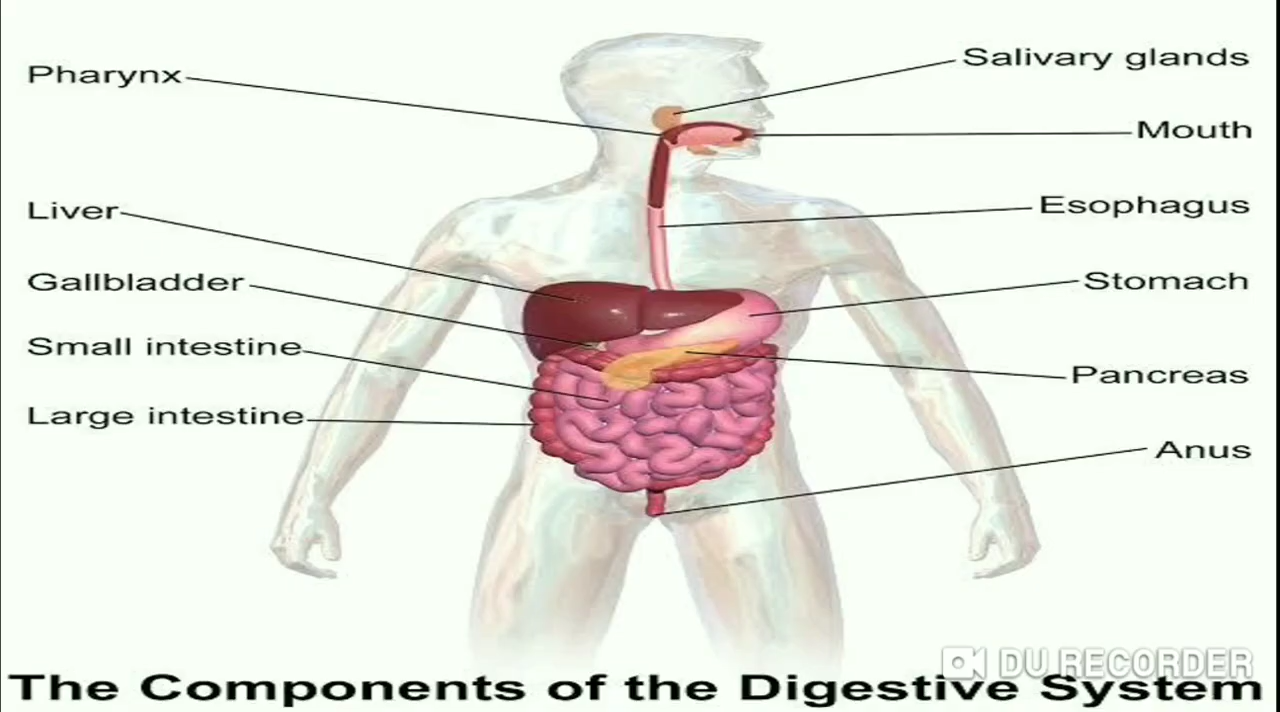 Pharynx
Salivary glands
Mouth
Liver
Esophagus
Gallbladder
Stomach
Small intestine
Pancreas
Large intestine
Anus
DU RECORDER
The Components of the Digestive System